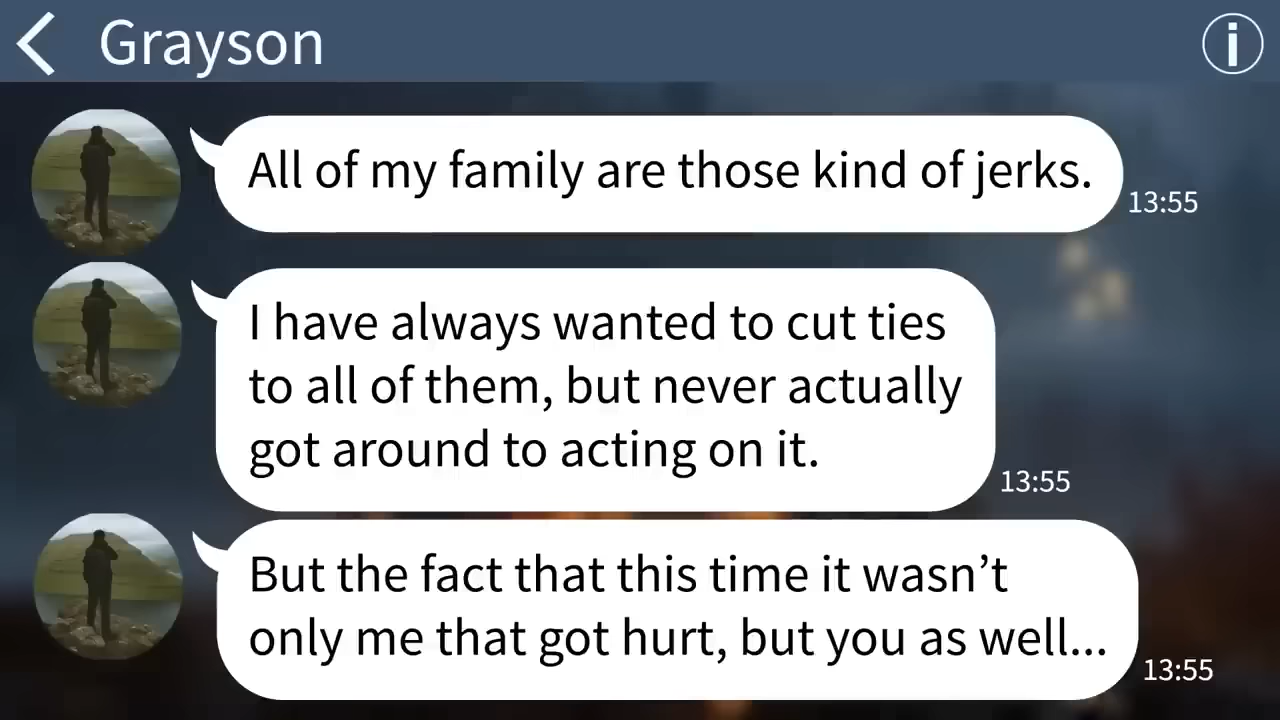 Grayson
All of my family are those kind of jerks.
13:55
I have always wanted to cut ties
to all of them, but never actually
got around to acting on it.
13:55
But the fact that this time it wasn’t
only me that got hurt, but you as well...
13:55